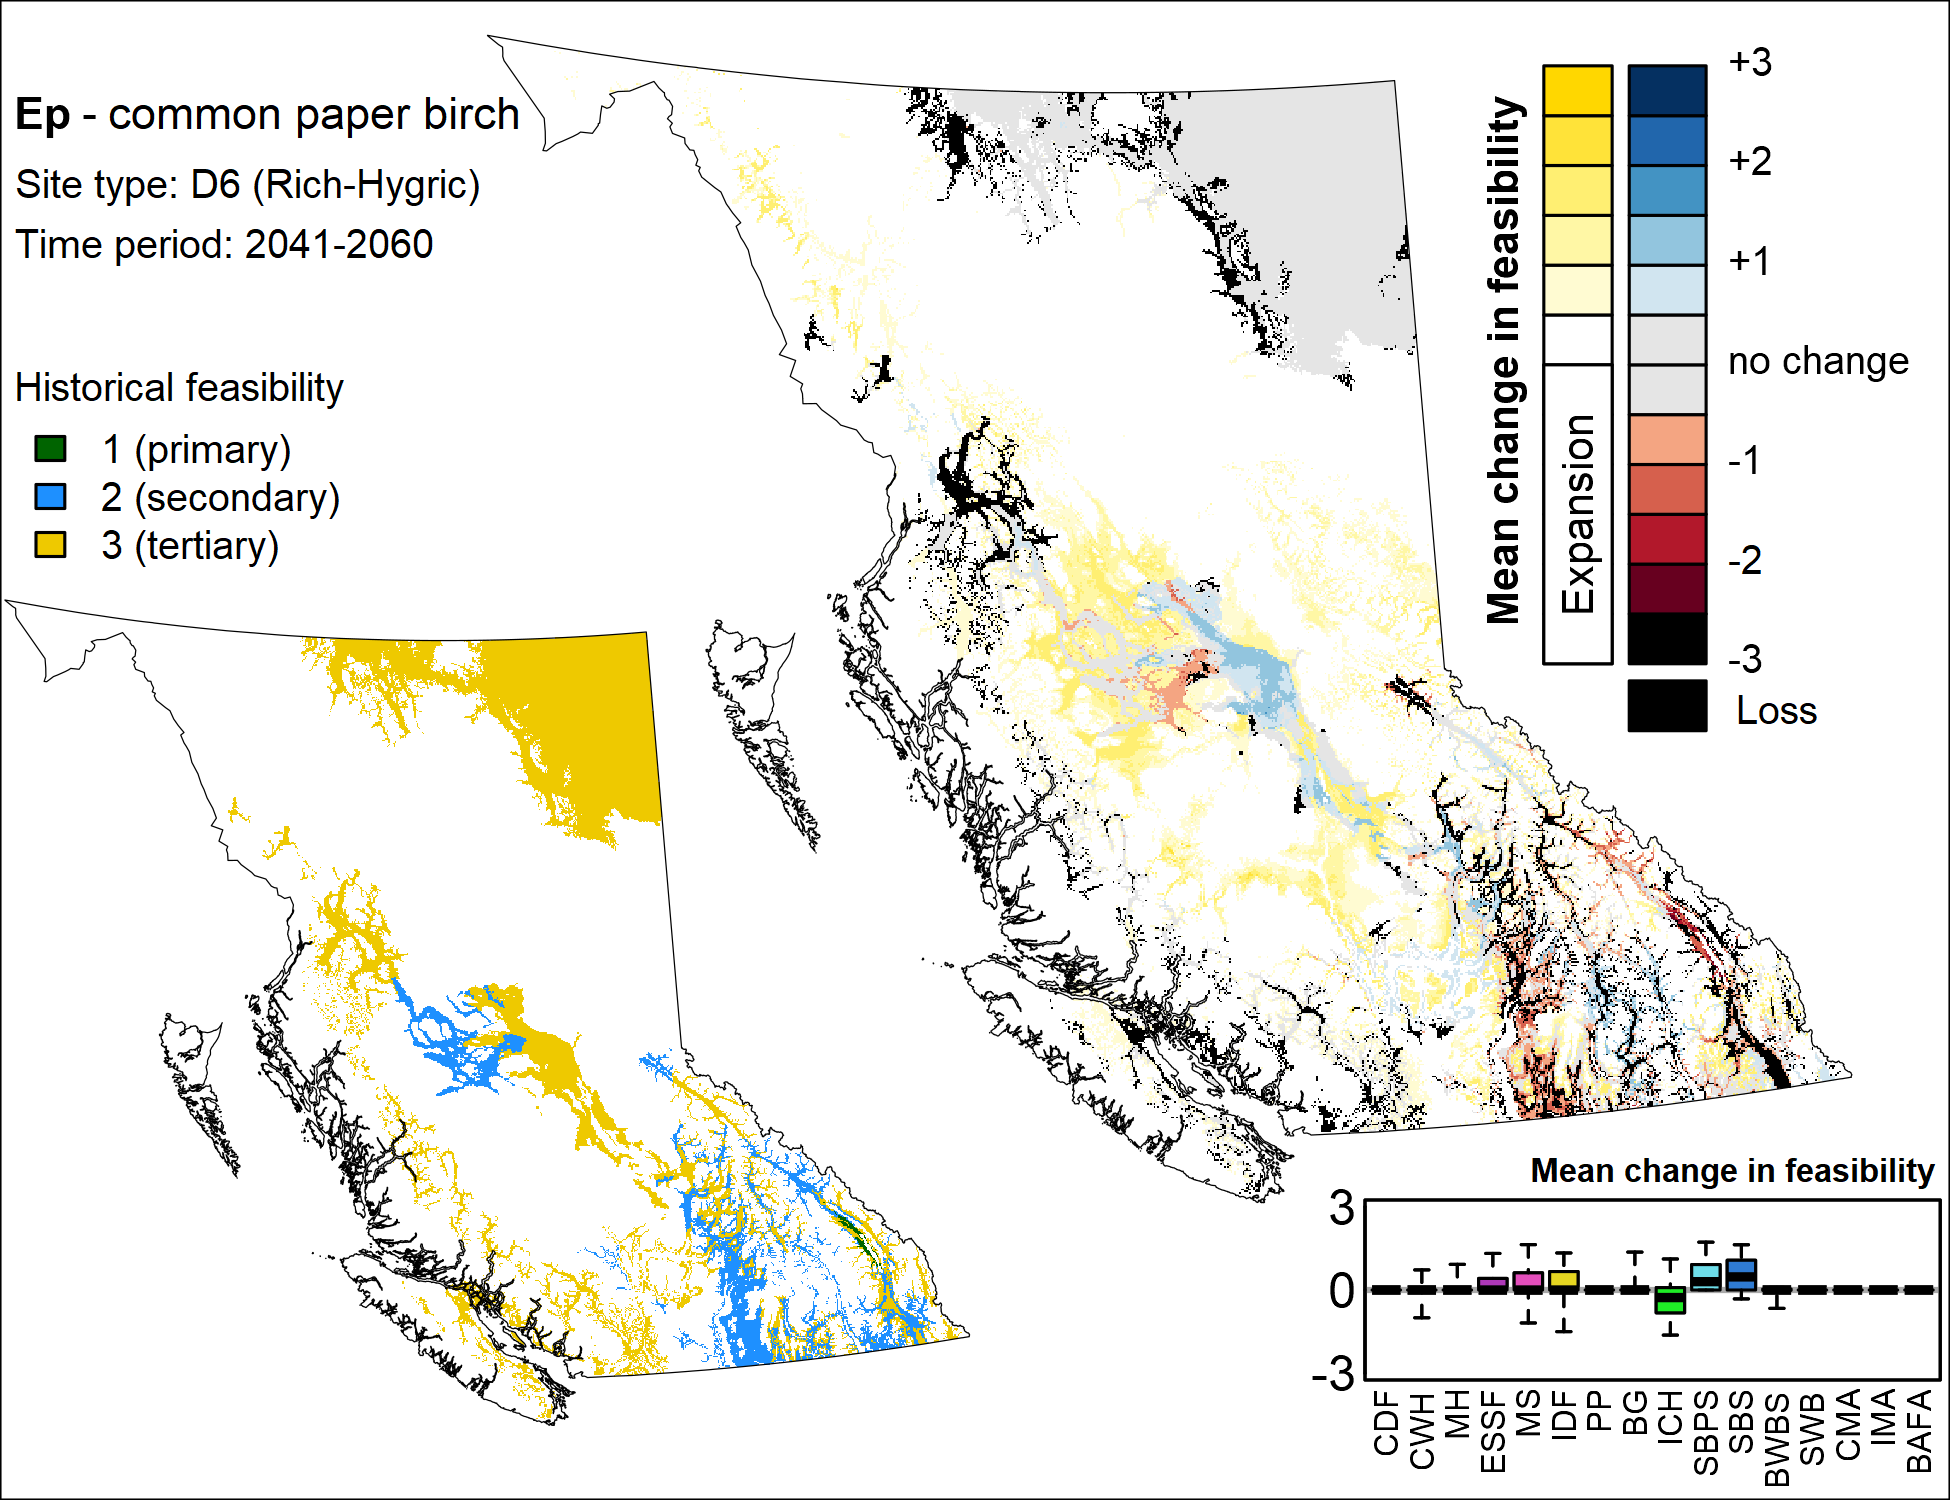 Ep - common paper birch
Site type: D6 (Rich-Hygric)
Time period: 2041-2060
Historical feasibility
1 (primary)
2 (secondary)
3 (tertiary)
Mean change in feasibility
Expansion
+3
+2
+1
no change
-1
-2
-3
Loss
Mean change in feasibility
3
0
-3
CDF
CWH
MH
ESSF
MS
IDF
PP
BG
ICH
SBPS
SBS
BWBS
SWB
CMA
IMA
BAFA